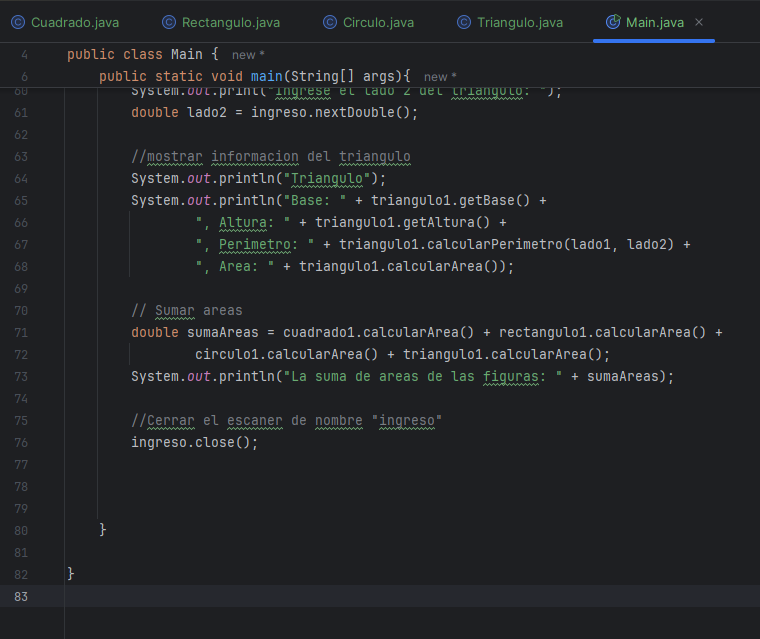 Cuadrado.java Rectangulo.java Circulo.java Triangulo.java Main.java ×
4 public class Main { new *
6 public static void main(String[] args){ new *
60 System.out.print("Ingrese el lado 2 del triangulo: ");
61 double lado2 = ingreso.nextDouble();
62
63 //mostrar informacion del triangulo
64 System.out.println("Triangulo");
65 System.out.println("Base: " + triangulo1.getBase() +
66 ", Altura: " + triangulo1.getAltura() +
67 ", Perimetro: " + triangulo1.calcularPerimetro(lado1, lado2) +
68 ", Area: " + triangulo1.calcularArea());
69
70 // Sumar areas
71 double sumaAreas = cuadrado1.calcularArea() + rectangulo1.calcularArea() +
72 circulo1.calcularArea() + triangulo1.calcularArea();
73 System.out.println("La suma de areas de las figuras: " + sumaAreas);
74
75 //Cerrar el escaner de nombre "ingreso"
76 ingreso.close();
77
78
79
80 }
81
82 }
83